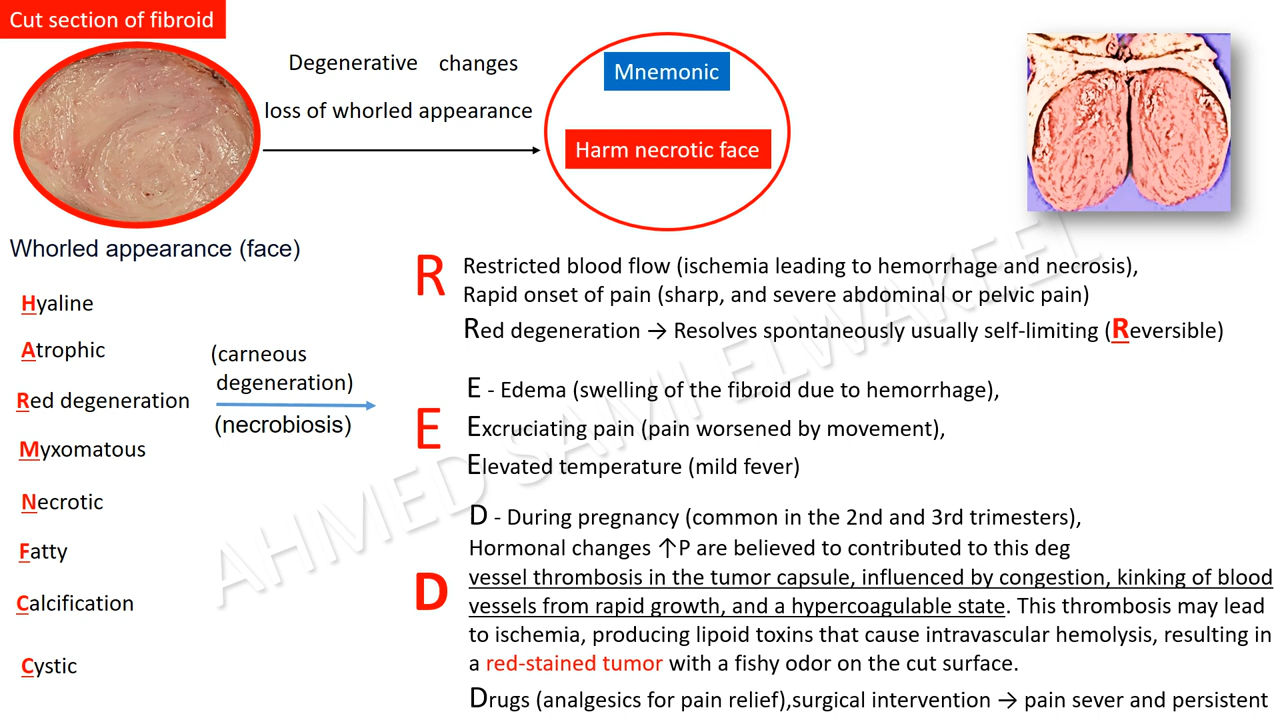 Cut section of fibroid
Degenerative changes
loss of whorled appearance
Mnemonic
Harm necrotic face
Whorled appearance (face)
Hyaline
Atrophic
Red degeneration
Myxomatous
Necrotic
Fatty
Calcification
Cystic
(carneous
degeneration)
(necrobiosis)
R
Restricted blood flow (ischemia leading to hemorrhage and necrosis),
Rapid onset of pain (sharp, and severe abdominal or pelvic pain)
Red degeneration → Resolves spontaneously usually self-limiting (Reversible)
E
E - Edema (swelling of the fibroid due to hemorrhage),
Excruciating pain (pain worsened by movement),
Elevated temperature (mild fever)
D
D - During pregnancy (common in the 2nd and 3rd trimesters),
Hormonal changes ↑P are believed to contributed to this deg
vessel thrombosis in the tumor capsule, influenced by congestion, kinking of blood
vessels from rapid growth, and a hypercoagulable state. This thrombosis may lead
to ischemia, producing lipoid toxins that cause intravascular hemolysis, resulting in
a red-stained tumor with a fishy odor on the cut surface.
Drugs (analgesics for pain relief),surgical intervention → pain sever and persistent
AHMED SAMI ELWAKEEL